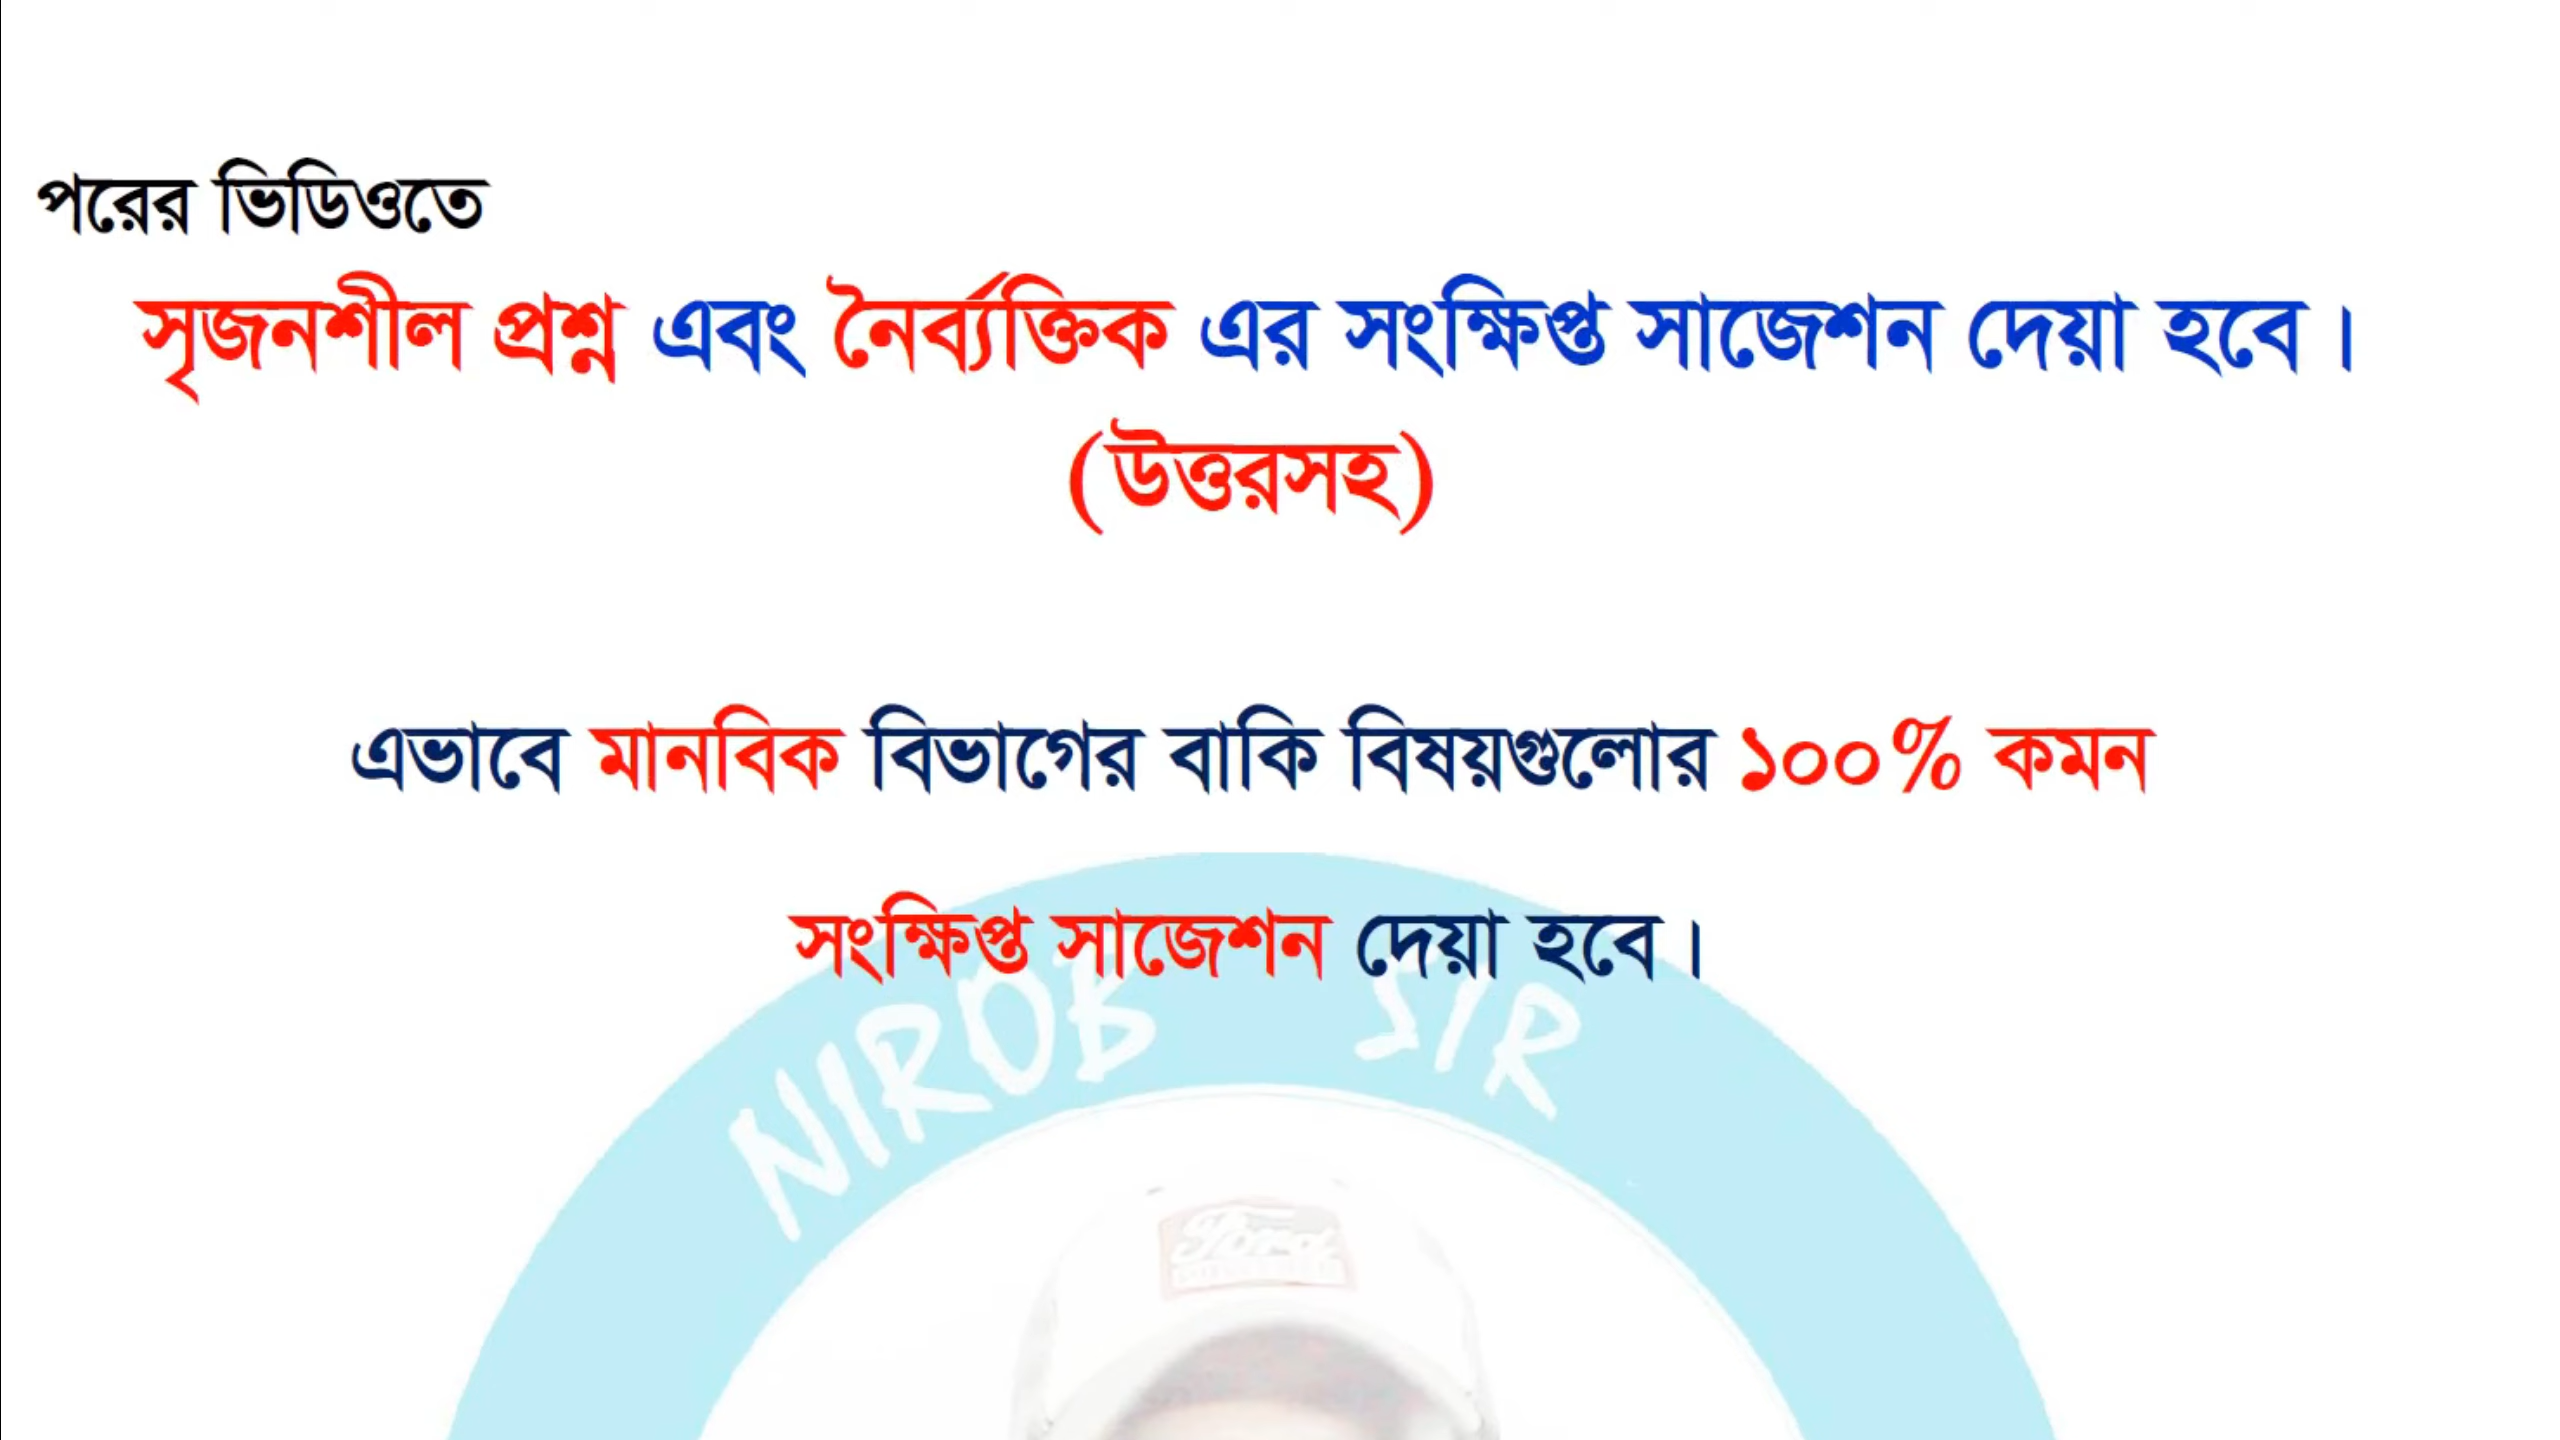 পরের ভিডিওতে
সৃজনশীল প্রশ্ন এবং নৈর্ব্যক্তিক এর সংক্ষিপ্ত সাজেশন দেয়া হবে।
(উত্তরসহ)
এভাবে মানবিক বিভাগের বাকি বিষয়গুলোর ১০০% কমন
সংক্ষিপ্ত সাজেশন দেয়া হবে।
NIROB SIR
Ford